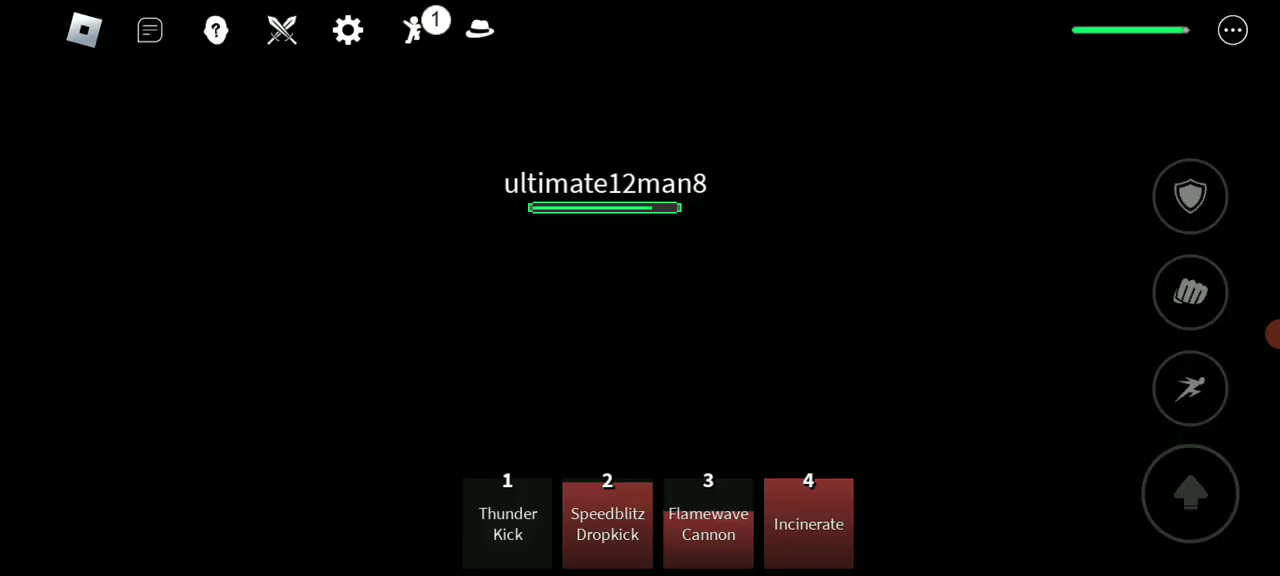 1
ultimate12man8
1
2
3
4
Thunder
Kick
Speedblitz
Dropkick
Flamewave
Cannon
Incinerate